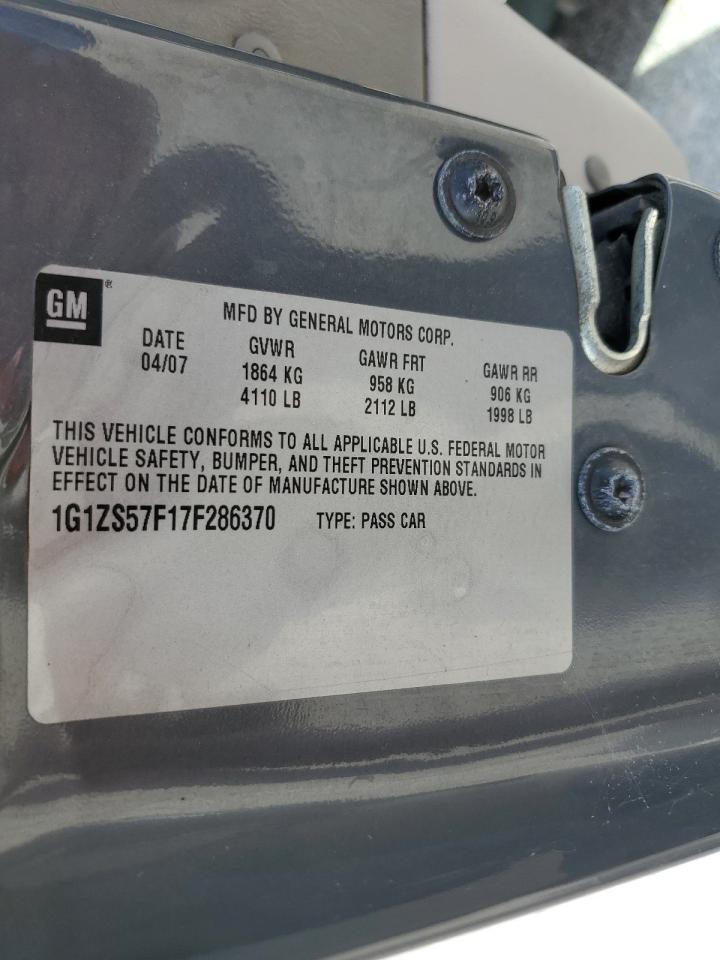 GM®
MFD BY GENERAL MOTORS CORP.
DATE GVWR GAWR FRT GAWR RR
04/07 1864 KG 958 KG 906 KG
4110 LB 2112 LB 1998 LB
THIS VEHICLE CONFORMS TO ALL APPLICABLE U.S. FEDERAL MOTOR
VEHICLE SAFETY, BUMPER, AND THEFT PREVENTION STANDARDS IN
EFFECT ON THE DATE OF MANUFACTURE SHOWN ABOVE.
1G1ZS57F17F286370 TYPE: PASS CAR